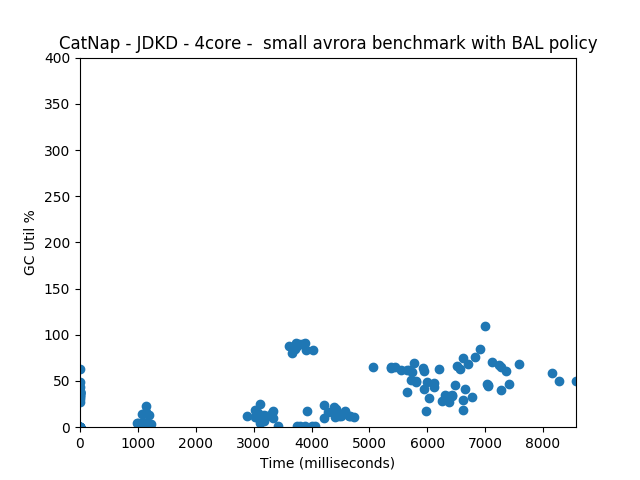 CatNap - JDKD - 4core -  small avrora benchmark with BAL policy
400
350
300
250
200
150
100
50
0
GC Util %
0 1000 2000 3000 4000 5000 6000 7000 8000
Time (milliseconds)